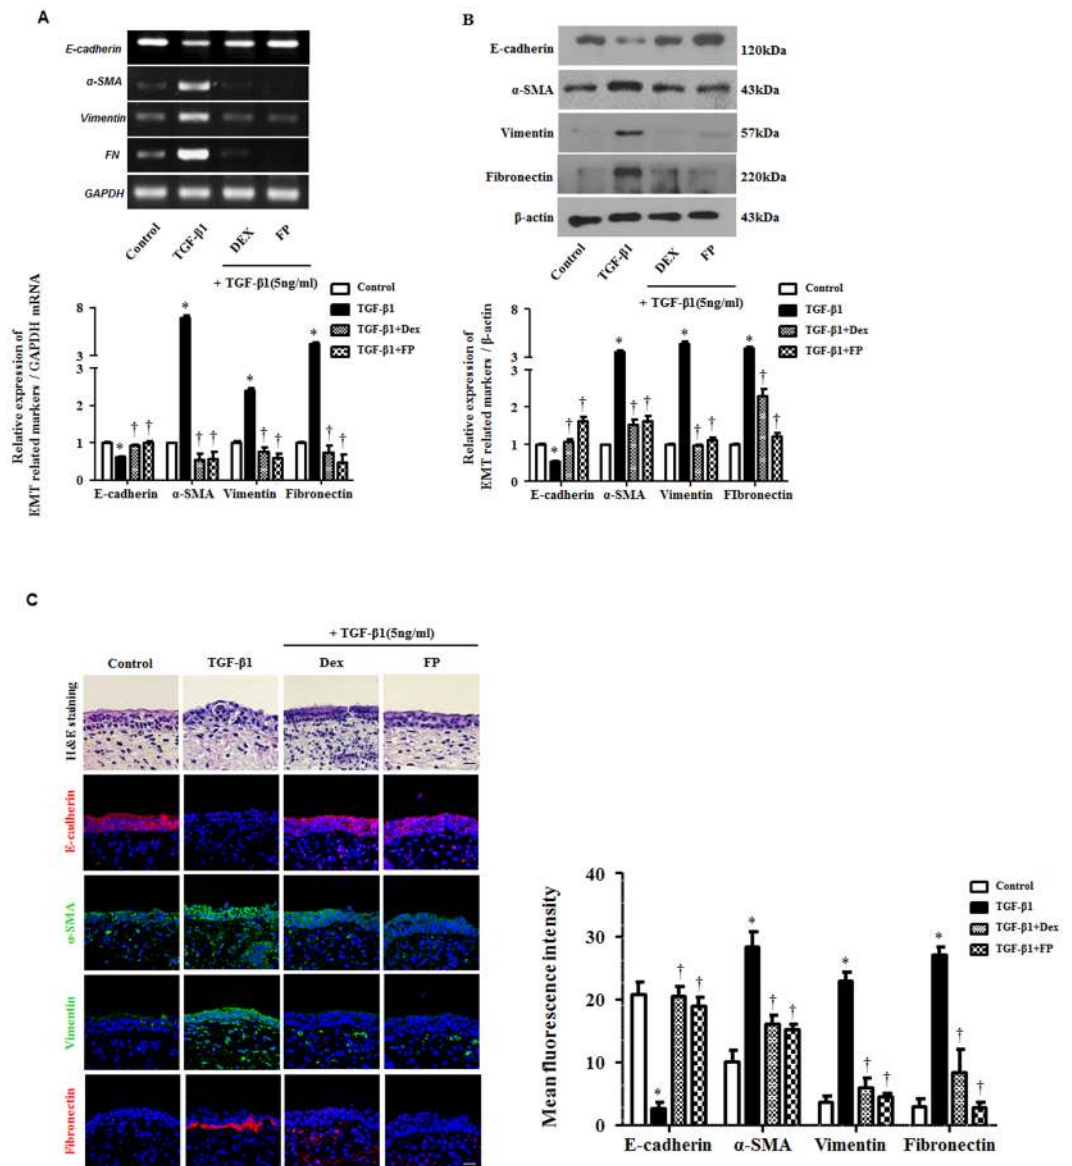 A
E-cadherin
α-SMA
Vimentin
FN
GAPDH
Control
TGF-β1
DEX
FP
+ TGF-β1(5ng/ml)
Relative expression of
EMT related markers / GAPDH mRNA
8
3
2
1
0
*
*
*
*
† †
† †
† †
† †
E-cadherin α-SMA Vimentin Fibronectin
Control
TGF-β1
TGF-β1+Dex
TGF-β1+FP
B
E-cadherin 120kDa
α-SMA 43kDa
Vimentin 57kDa
Fibronectin 220kDa
β-actin 43kDa
Control
TGF-β1
DEX
FP
+ TGF-β1(5ng/ml)
Relative expression of
EMT related markers / β-actin
8
3
2
1
0
*
*
*
*
† †
† †
† †
† †
E-cadherin α-SMA Vimentin FIbronectin
Control
TGF-β1
TGF-β1+Dex
TGF-β1+FP
C
+ TGF-β1(5ng/ml)
Control TGF-β1 Dex FP
H&E staining
E-cadherin
α-SMA
Vimentin
Fibronectin
Mean fluorescence intensity
40
30
20
10
0
*
*
*
*
† †
† †
† †
† †
E-cadherin α-SMA Vimentin Fibronectin
Control
TGF-β1
TGF-β1+Dex
TGF-β1+FP